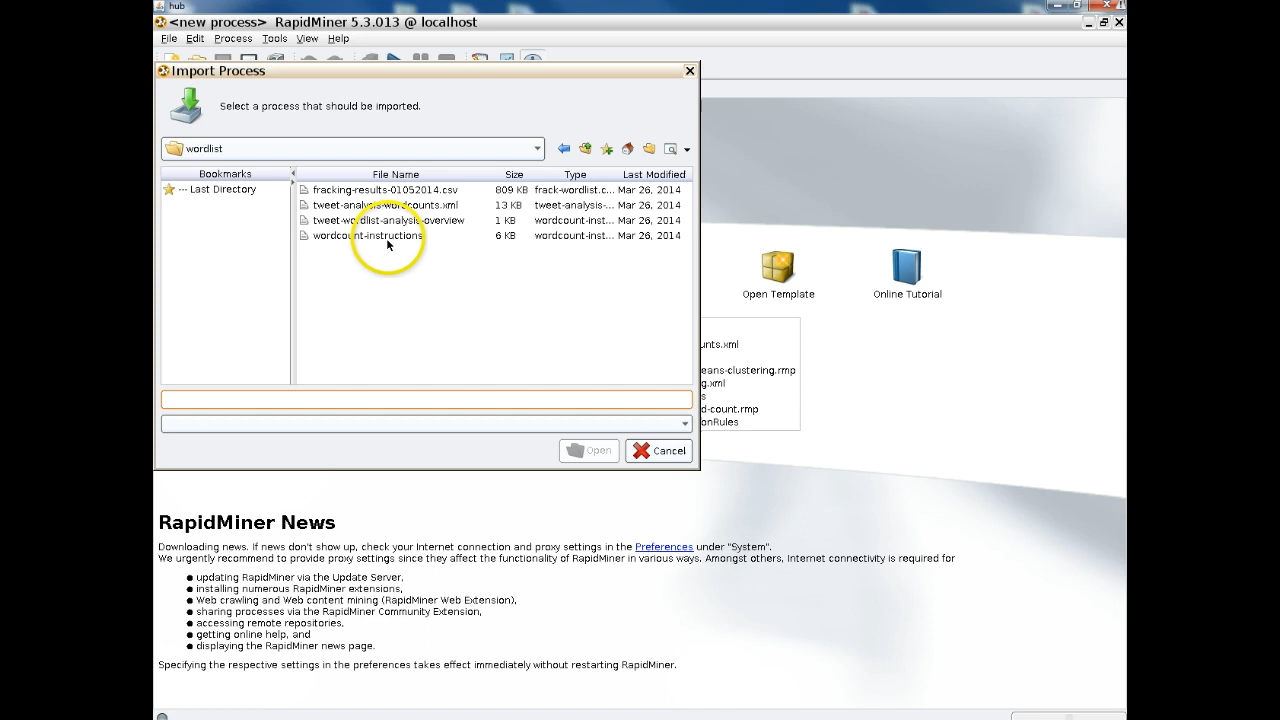 hub
<new process> RapidMiner 5.3.013 @ localhost
File Edit Process Tools View Help
Import Process
Select a process that should be imported.
wordlist
Bookmarks File Name Size Type Last Modified
--- Last Directory
fracking-results-01052014.csv 809 KB frack-wordlist.c... Mar 26, 2014
tweet-analysis-wordcounts.xml 13 KB tweet-analysis-... Mar 26, 2014
tweet-wordlist-analysis-overview 1 KB wordcount-inst... Mar 26, 2014
wordcount-instructions 6 KB wordcount-inst... Mar 26, 2014
Open Template Online Tutorial
unts.xml
eans-clustering.rmp
g.xml
s
d-count.rmp
onRules
Open Cancel
RapidMiner News
Downloading news. If news don't show up, check your Internet connection and proxy settings in the Preferences under "System".
We urgently recommend to provide proxy settings since they affect the functionality of RapidMiner in various ways. Amongst others, Internet connectivity is required for
updating RapidMiner via the Update Server,
installing numerous RapidMiner extensions,
Web crawling and Web content mining (RapidMiner Web Extension),
sharing processes via the RapidMiner Community Extension,
accessing remote repositories,
getting online help, and
displaying the RapidMiner news page.
Specifying the respective settings in the preferences takes effect immediately without restarting RapidMiner.